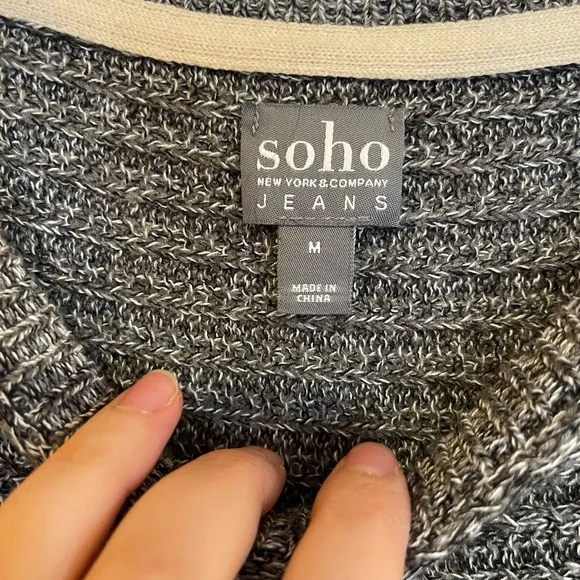 soho
NEW YORK & COMPANY
JEANS
M
MADE IN
CHINA